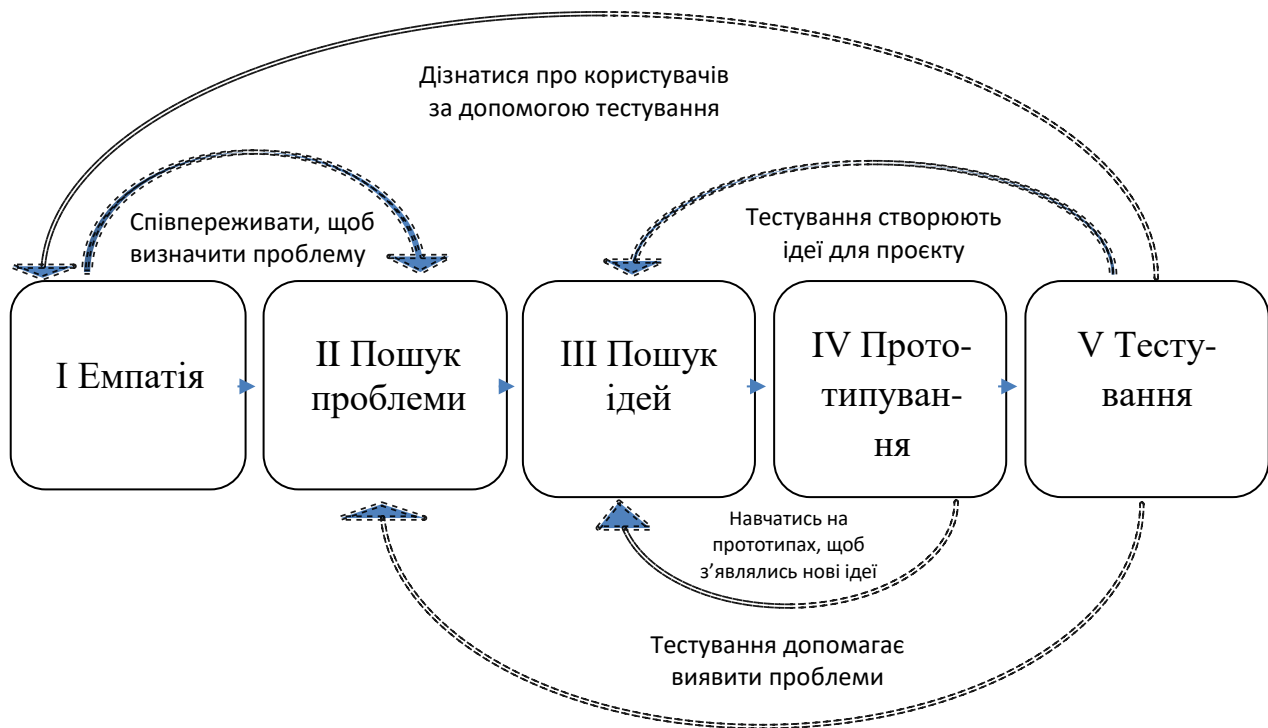 Дізнатися про користувачів
за допомогою тестування
Співпереживати, щоб
визначити проблему
Тестування створюють
ідеї для проєкту
I Емпатія
II Пошук
проблеми
III Пошук
ідей
IV Прото-
типуван-
ня
V Тесту-
вання
Навчатись на
прототипах, щоб
з’являлись нові ідеї
Тестування допомагає
виявити проблеми